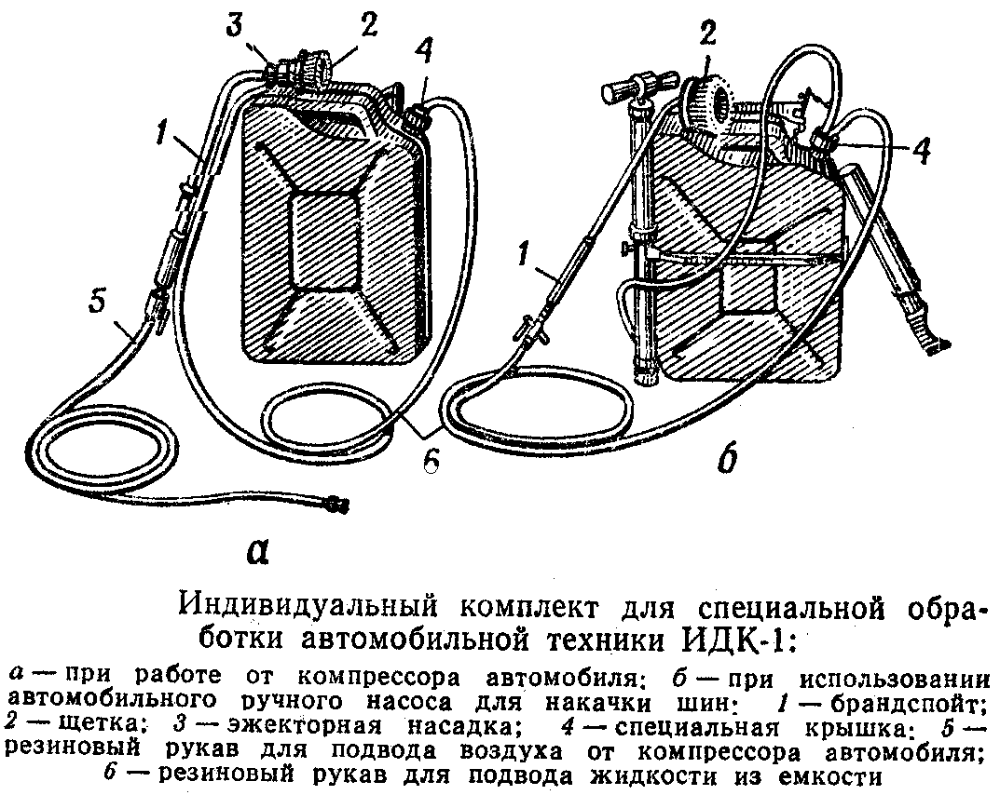 3
2
4
1
5
6
а
2
4
1
б
Индивидуальный комплект для специальной обра-
ботки автомобильной техники ИДК-1:
а — при работе от компрессора автомобиля; б — при использовании
автомобильного ручного насоса для накачки шин: 1 — брандспойт;
2 — щетка; 3 — эжекторная насадка; 4 — специальная крышка: 5 —
резиновый рукав для подвода воздуха от компрессора автомобиля;
6 — резиновый рукав для подвода жидкости из емкости